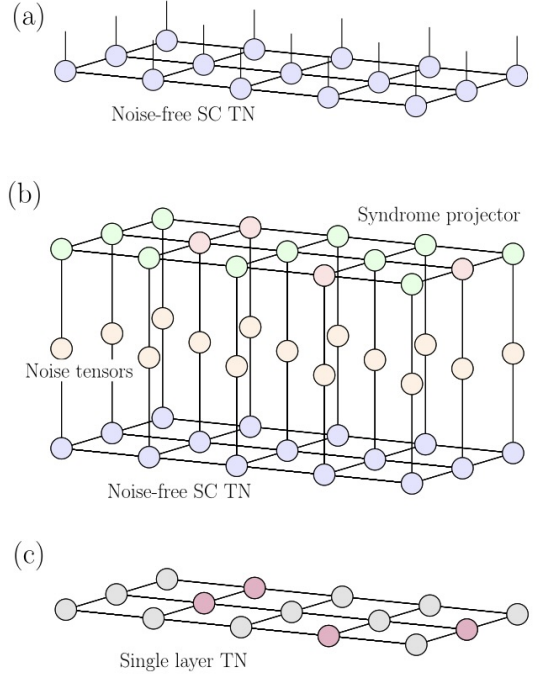 (a)
Noise-free SC TN
(b)
Syndrome projector
Noise tensors
Noise-free SC TN
(c)
Single layer TN